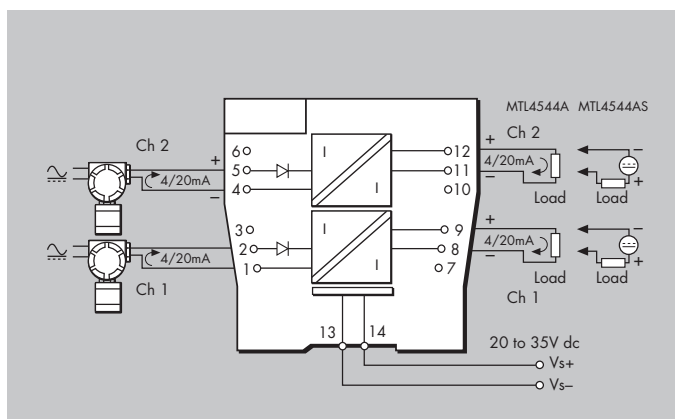 MTL4544A MTL4544AS
Ch 2
Ch 2
6
12
+
+
−
5
I
11
4/20mA
4/20mA
4
I
10
−
−
Load
Load
+
3
9
+
−
2
I
8
4/20mA
4/20mA
1
I
7
−
Load
Load
+
Ch 1
Ch 1
13
14
20 to 35V dc
Vs+
Vs−